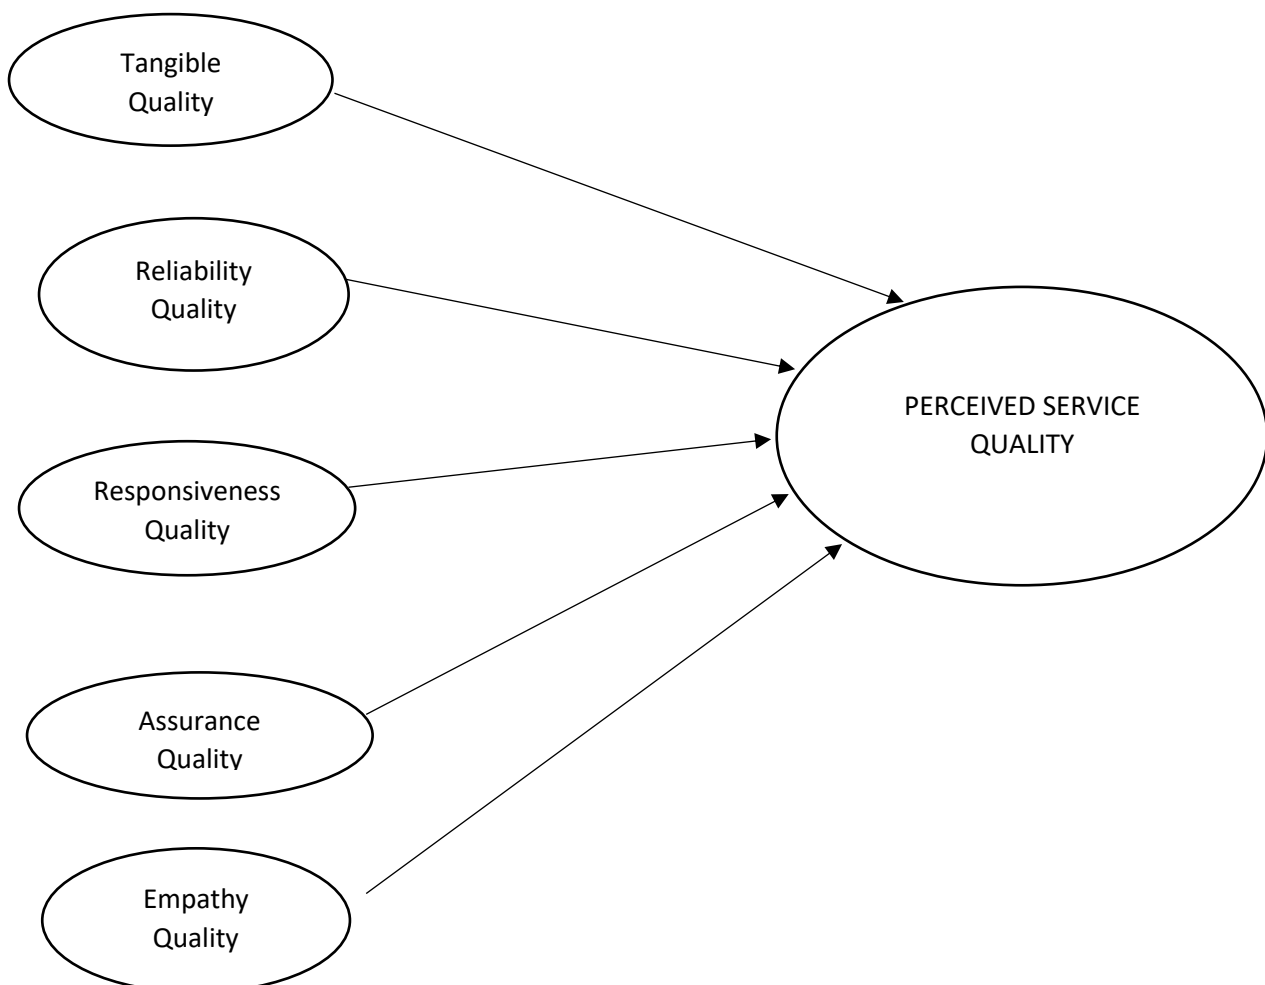 Tangible
Quality
Reliability
Quality
Responsiveness
Quality
Assurance
Quality
Empathy
Quality
PERCEIVED SERVICE
QUALITY